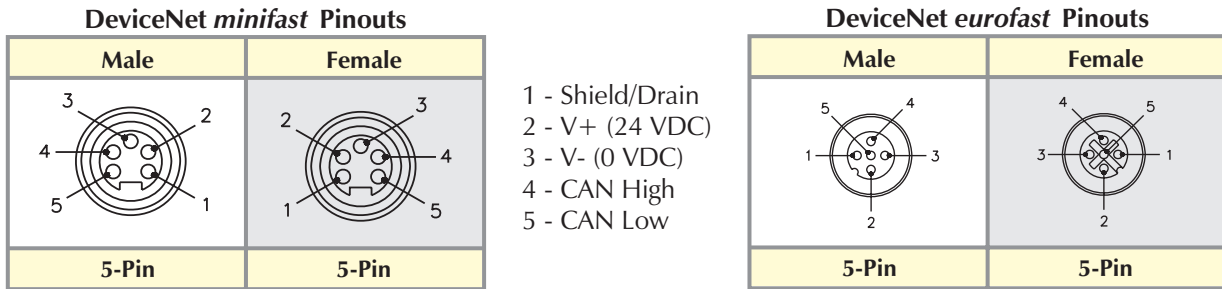 DeviceNet minifast Pinouts
Male
Female
3
2
4
5
1
3
2
4
1
5
5-Pin
5-Pin
1 - Shield/Drain
2 - V+ (24 VDC)
3 - V- (0 VDC)
4 - CAN High
5 - CAN Low
DeviceNet eurofast Pinouts
Male
Female
5
4
1
3
2
4
5
3
1
2
5-Pin
5-Pin